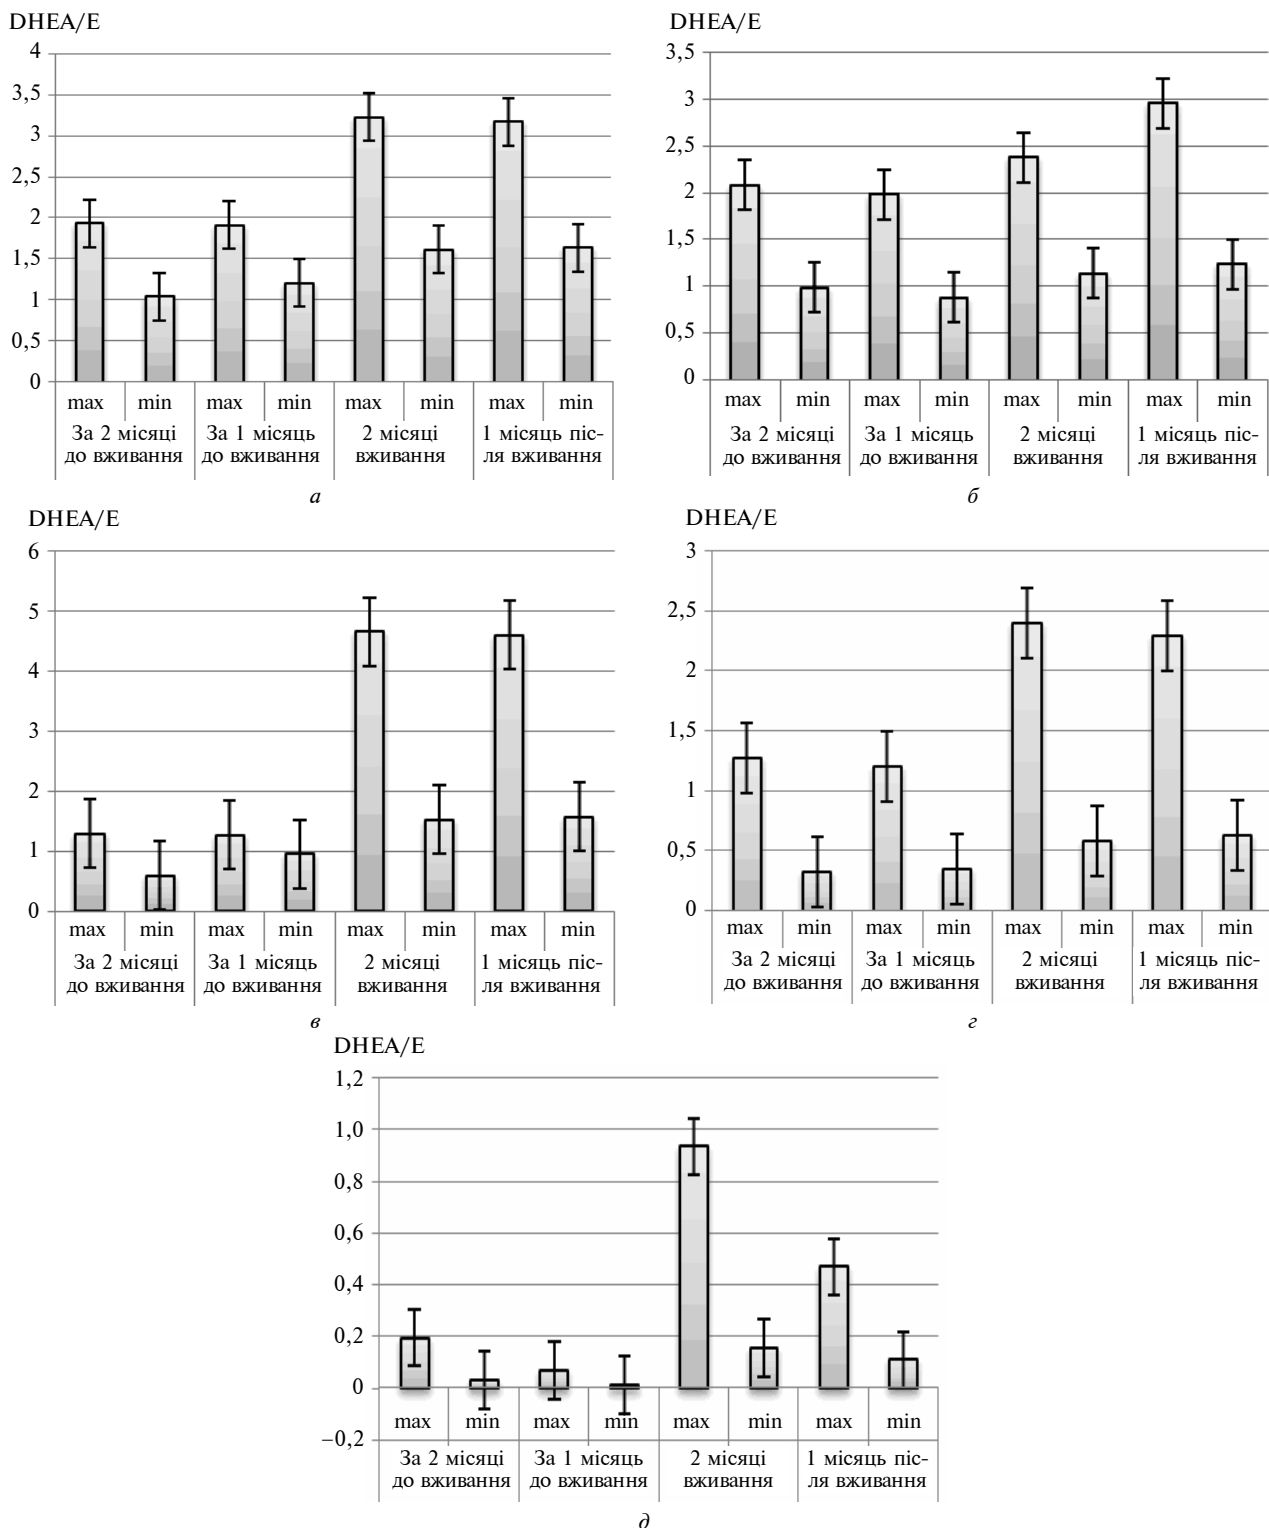 DHEA/E
4
3,5
3
2,5
2
1,5
1
0,5
0
max min max min max min max min
За 2 місяці За 1 місяць 2 місяці 1 місяць піс-
до вживання до вживання вживання ля вживання
а
DHEA/E
3,5
3
2,5
2
1,5
1
0,5
0
max min max min max min max min
За 2 місяці За 1 місяць 2 місяці 1 місяць піс-
до вживання до вживання вживання ля вживання
б
DHEA/E
6
5
4
3
2
1
0
max min max min max min max min
За 2 місяці За 1 місяць 2 місяці 1 місяць піс-
до вживання до вживання вживання ля вживання
в
DHEA/E
3
2,5
2
1,5
1
0,5
0
max min max min max min max min
За 2 місяці За 1 місяць 2 місяці 1 місяць піс-
до вживання до вживання вживання ля вживання
г
DHEA/E
1,2
1,0
0,8
0,6
0,4
0,2
0
–0,2
max min max min max min max min
За 2 місяці За 1 місяць 2 місяці 1 місяць піс-
до вживання до вживання вживання ля вживання
д